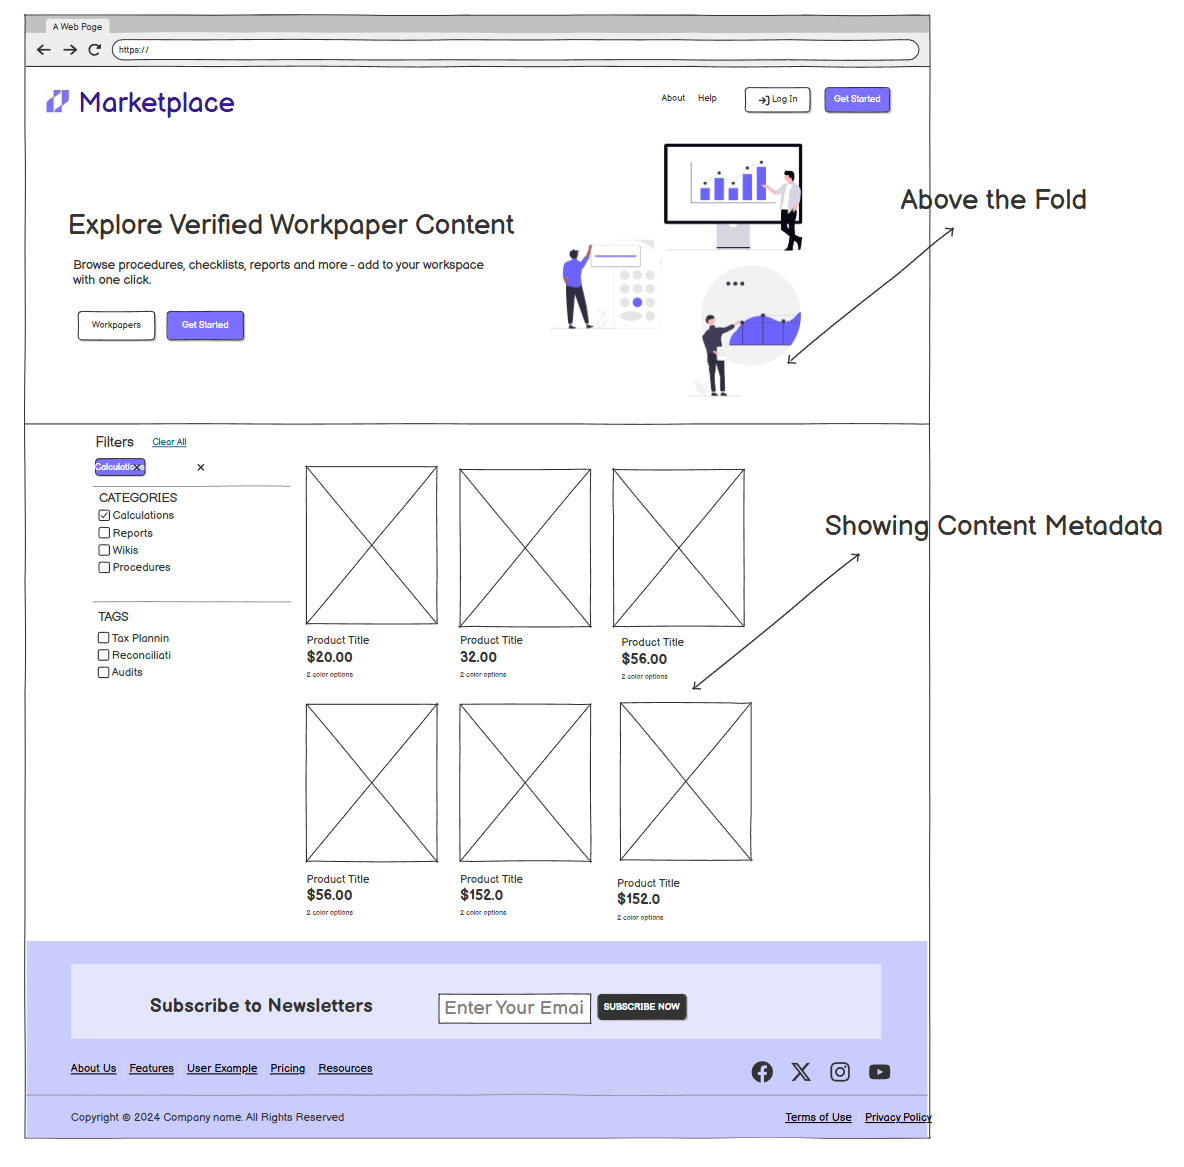 A Web Page
https://
Marketplace
About Help Log In Get Started
Above the Fold
Explore Verified Workpaper Content
Browse procedures, checklists, reports and more - add to your workspace
with one click.
Workpapers Get Started
Filters Clear All
Calculations
CATEGORIES
Calculations
Reports
Wikis
Procedures
TAGS
Tax Plannin
Reconciliati
Audits
Showing Content Metadata
Product Title Product Title Product Title
$20.00 32.00 $56.00
2 color options 2 color options 2 color options
Product Title Product Title Product Title
$56.00 $152.0 $152.0
2 color options 2 color options 2 color options
Subscribe to Newsletters Enter Your Emai SUBSCRIBE NOW
About Us Features User Example Pricing Resources
Copyright © 2024 Company name. All Rights Reserved Terms of Use Privacy Policy